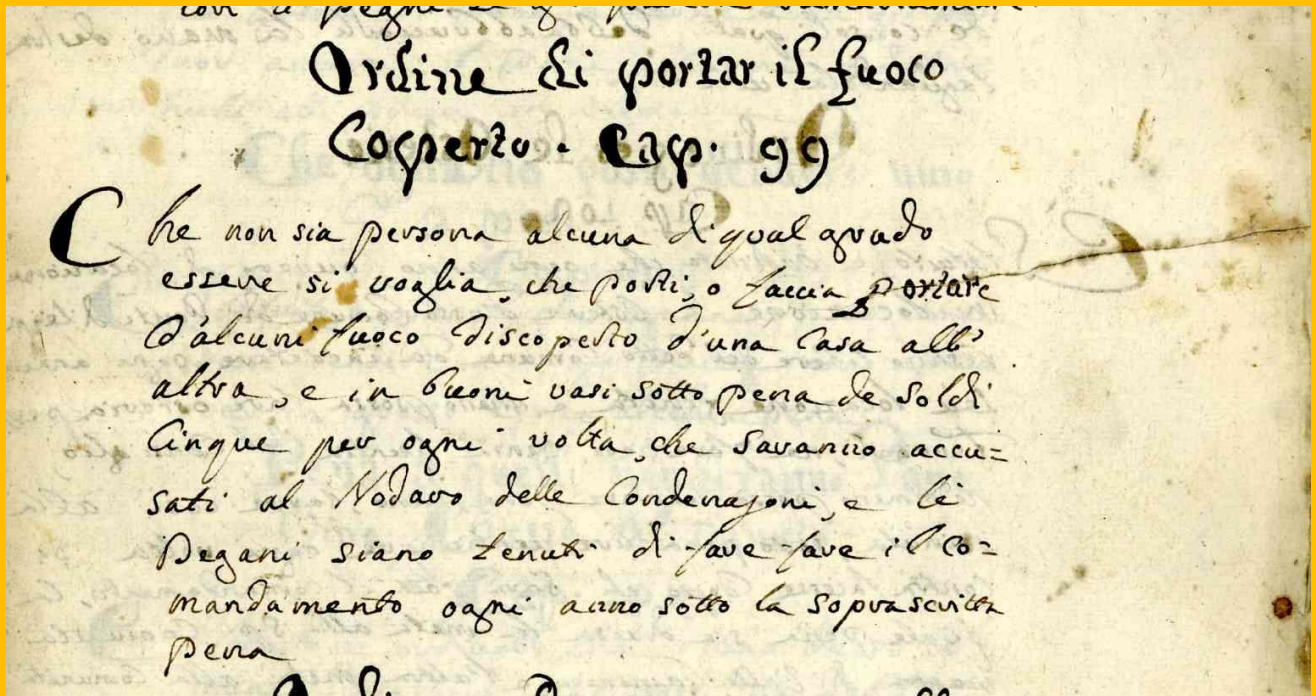 Ordine di portar il fuoco
Coperto. Cap. 99
Che non sia persona alcuna di qual grado
essere si voglia, che porti, o faccia portare
d'alcuni fuoco discoperto d'una Casa all'
altra, e in buoni vasi sotto pena de Soldi
Cinque per ogni volta, che saranno accu=
sati al Nodaro delle Condenazoni, e li
Degani siano tenuti di fare fare il Co=
mandamento ogni anno sotto la soprascritta
pena